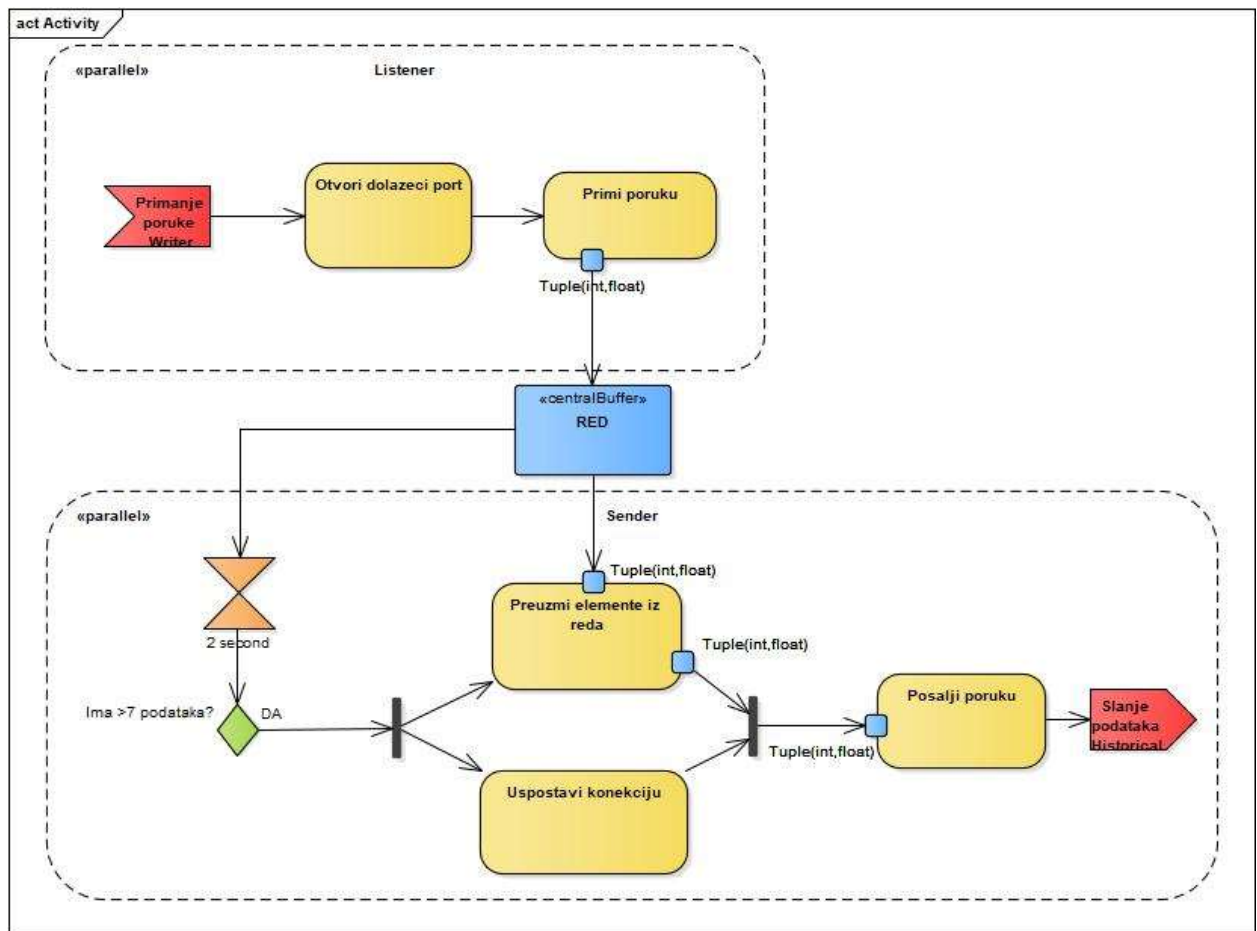 act Activity
«parallel»
Listener
Primanje
poruke
Writer
Otvori dolazeci port
Primi poruku
Tuple(int,float)
«centralBuffer»
RED
«parallel»
Sender
2 second
Ima >7 podataka?
DA
Tuple(int,float)
Preuzmi elemente iz
reda
Tuple(int,float)
Uspostavi konekciju
Tuple(int,float)
Posalji poruku
Slanje
podataka
Historical